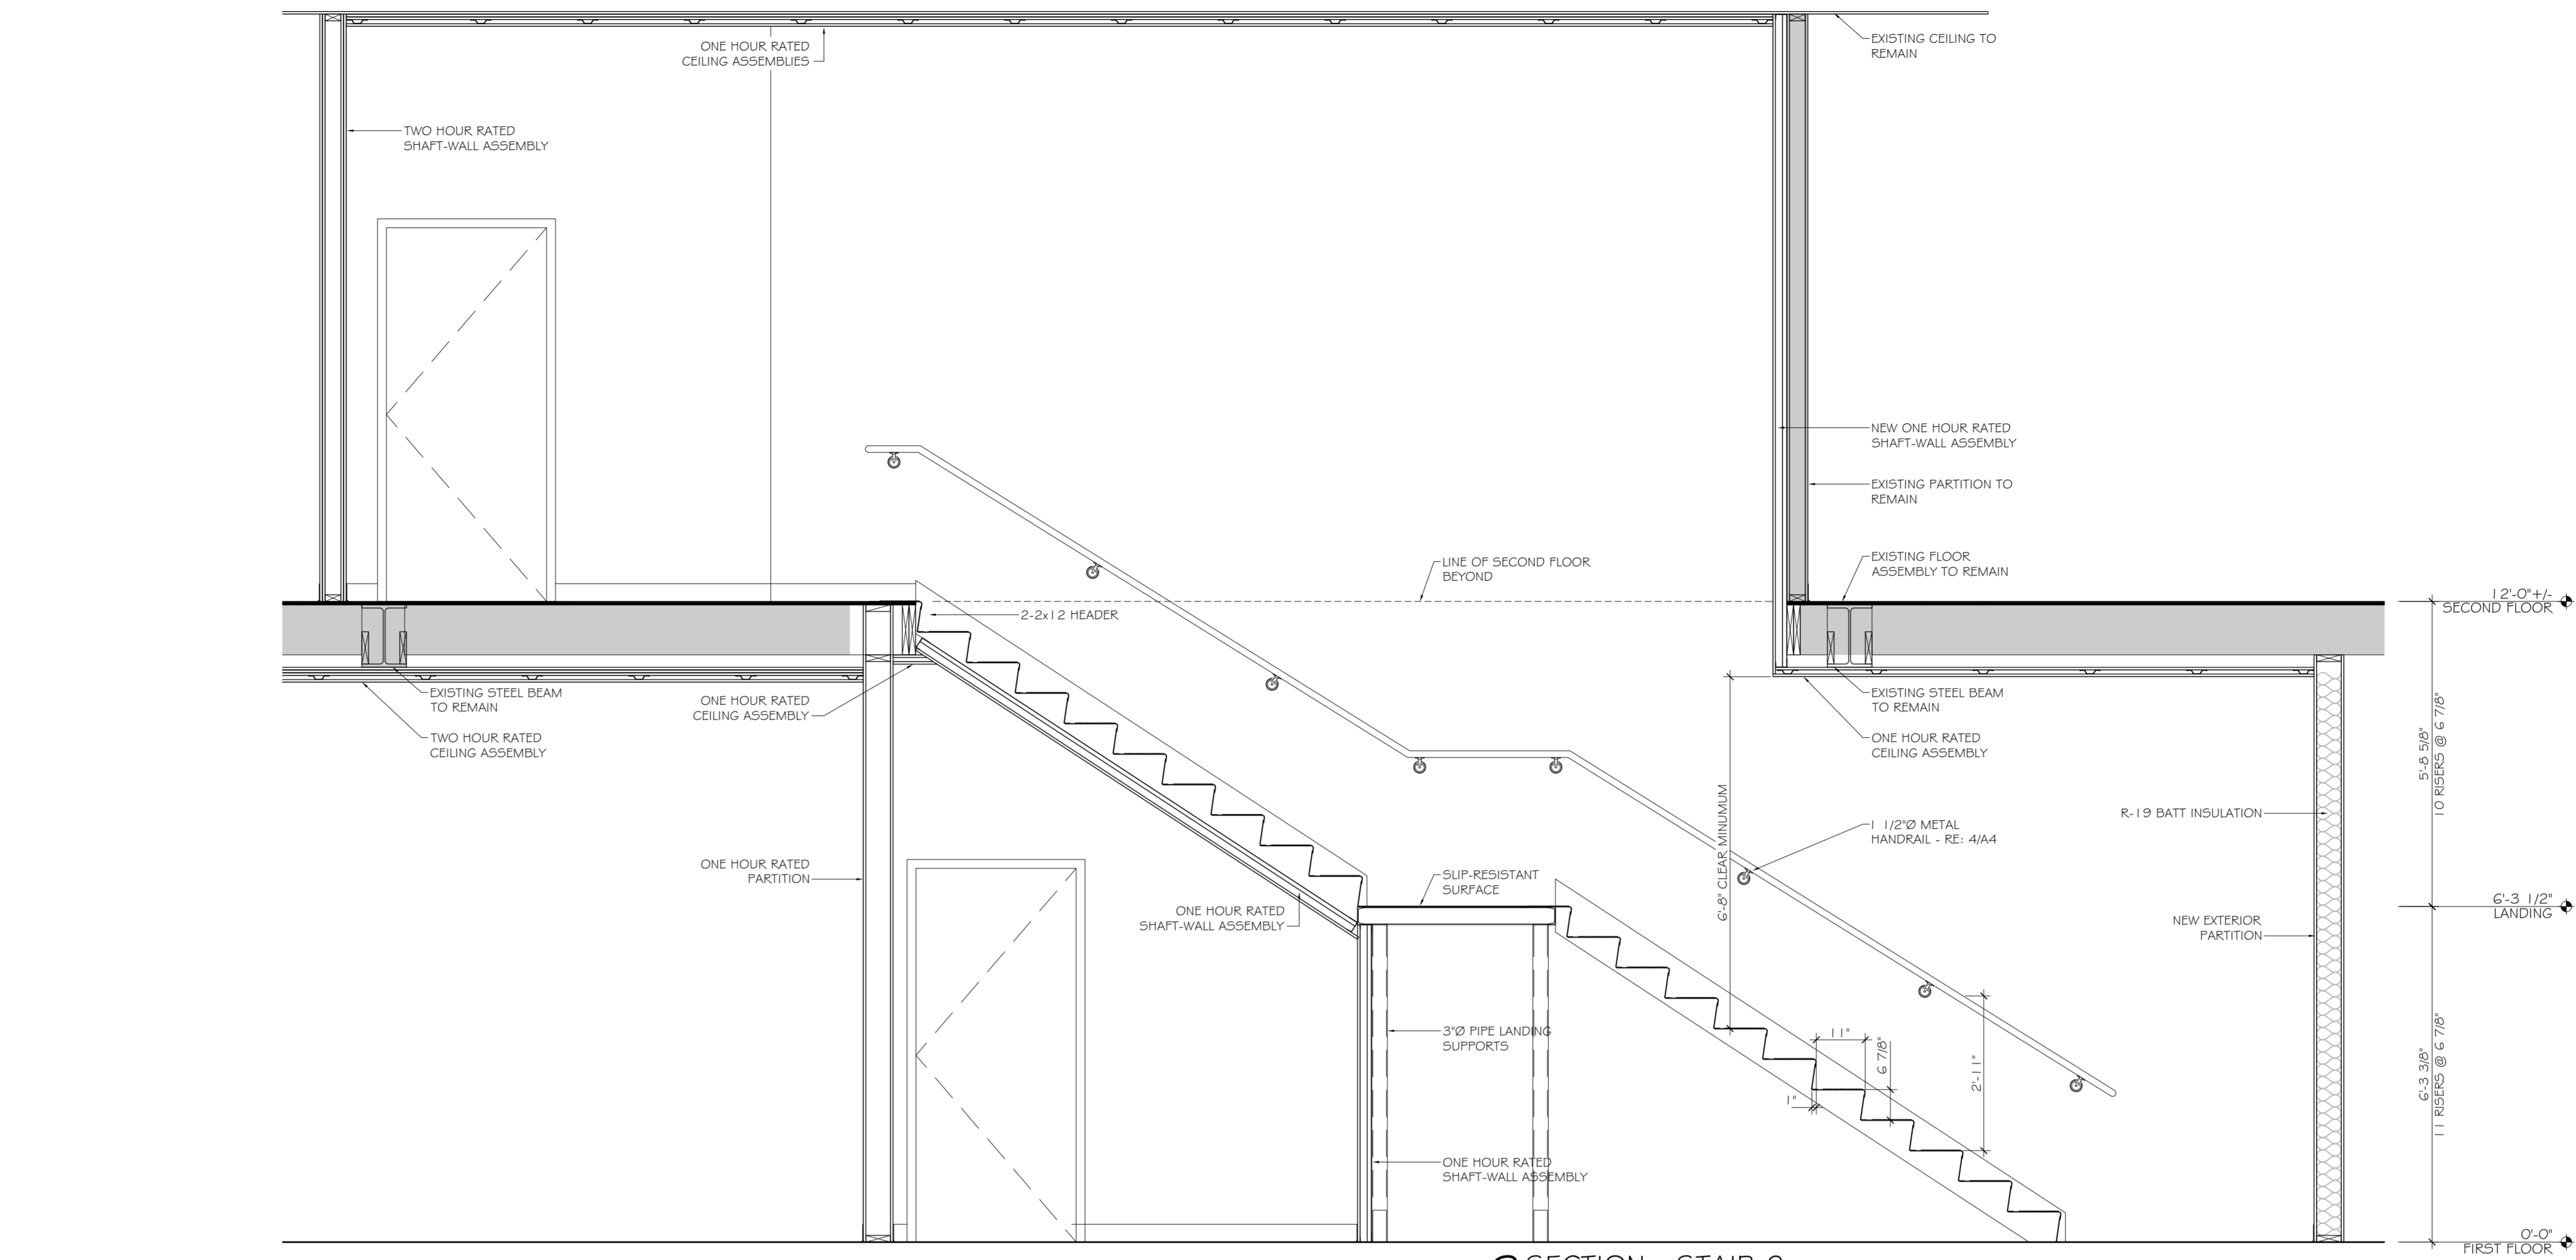 ONE HOUR RATED
CEILING ASSEMBLIES
EXISTING CEILING TO
REMAIN
TWO HOUR RATED
SHAFT-WALL ASSEMBLY
NEW ONE HOUR RATED
SHAFT-WALL ASSEMBLY
EXISTING PARTITION TO
REMAIN
LINE OF SECOND FLOOR
BEYOND
EXISTING FLOOR
ASSEMBLY TO REMAIN
2-2x12 HEADER
12'-0"+/-
SECOND FLOOR
EXISTING STEEL BEAM
TO REMAIN
TWO HOUR RATED
CEILING ASSEMBLY
ONE HOUR RATED
CEILING ASSEMBLY
EXISTING STEEL BEAM
TO REMAIN
ONE HOUR RATED
CEILING ASSEMBLY
5'-8 5/8"
10 RISERS @ 6 7/8"
6'-8" CLEAR MINIMUM
1 1/2"Ø METAL
HANDRAIL - RE: 4/A4
R-19 BATT INSULATION
ONE HOUR RATED
PARTITION
SLIP-RESISTANT
SURFACE
ONE HOUR RATED
SHAFT-WALL ASSEMBLY
NEW EXTERIOR
PARTITION
6'-3 1/2"
LANDING
3"Ø PIPE LANDING
SUPPORTS
11"
6 7/8"
2'-11"
1"
6'-3 3/8"
11 RISERS @ 6 7/8"
ONE HOUR RATED
SHAFT-WALL ASSEMBLY
0'-0"
FIRST FLOOR